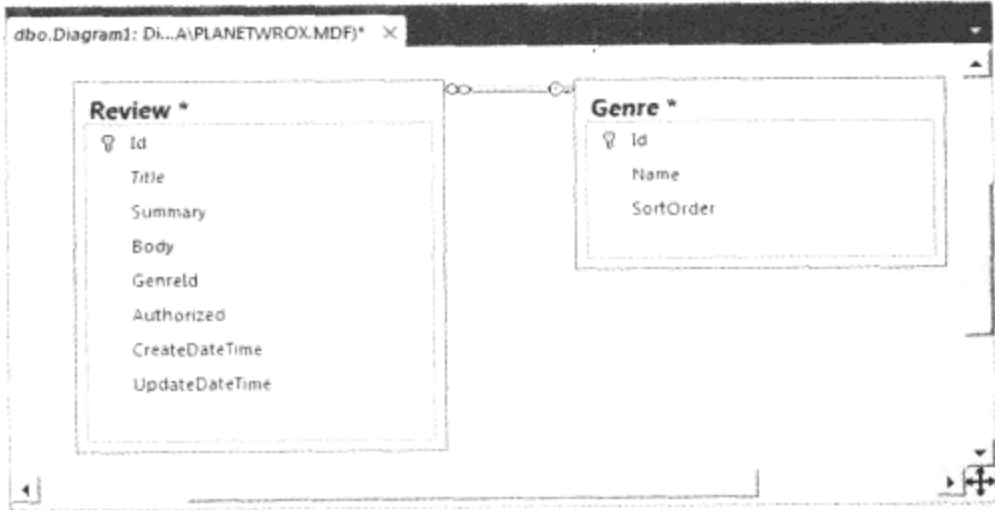 dbo.Diagram1: Di...A\PLANETWROX.MDF)*
Review *
Id
Title
Summary
Body
GenreId
Authorized
CreateDateTime
UpdateDateTime
Genre *
Id
Name
SortOrder